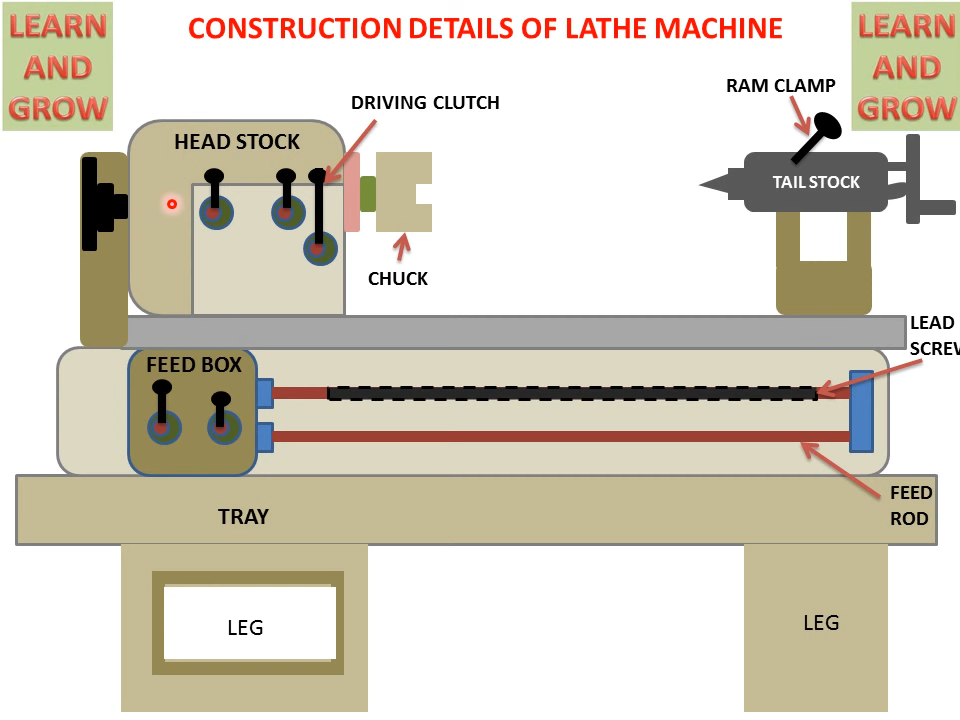 LEARN
AND
GROW
CONSTRUCTION DETAILS OF LATHE MACHINE
LEARN
AND
GROW
RAM CLAMP
DRIVING CLUTCH
HEAD STOCK
TAIL STOCK
CHUCK
LEAD
SCREW
FEED BOX
FEED
ROD
TRAY
LEG
LEG